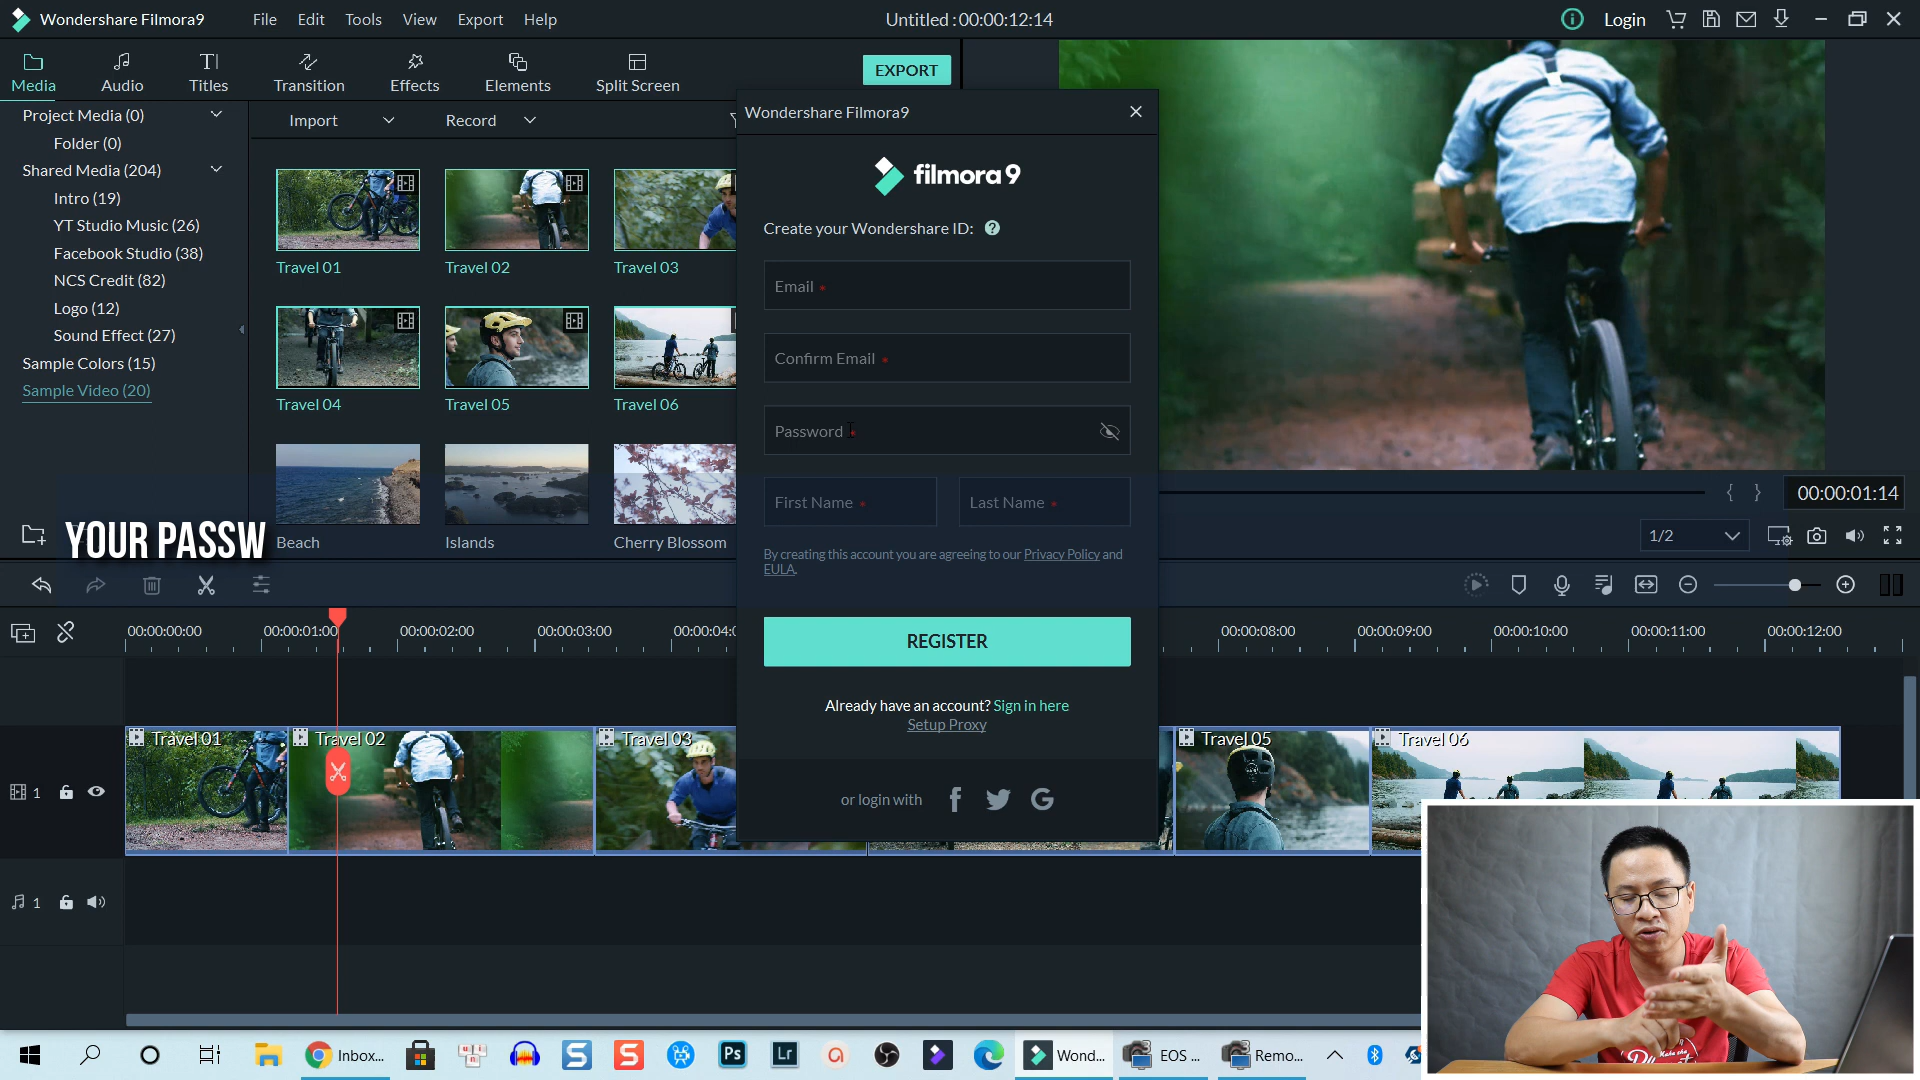 Wondershare Filmora9
File Edit Tools View Export Help
Untitled : 00:00:12:14
Login
Media Audio Titles Transition Effects Elements Split Screen
EXPORT
Project Media (0)
Folder (0)
Shared Media (204)
Intro (19)
YT Studio Music (26)
Facebook Studio (38)
NCS Credit (82)
Logo (12)
Sound Effect (27)
Sample Colors (15)
Sample Video (20)
Import Record
Travel 01 Travel 02 Travel 03
Travel 04 Travel 05 Travel 06
Beach Islands Cherry Blossom
YOUR PASSW
Wondershare Filmora9
filmora9
Create your Wondershare ID: ?
Email *
Confirm Email *
Password *
First Name * Last Name *
By creating this account you are agreeing to our Privacy Policy and
EULA.
REGISTER
Already have an account? Sign in here
Setup Proxy
or login with
{ } 00:00:01:14
1/2
00:00:00:00 00:00:01:00 00:00:02:00 00:00:03:00 00:00:04:0 00:00:08:00 00:00:09:00 00:00:10:00 00:00:11:00 00:00:12:00
Travel 01 Travel 02 Travel 03 Travel 05 Travel 06
1
1
Inbox... Ps Lr Wond... EOS ... Remo...